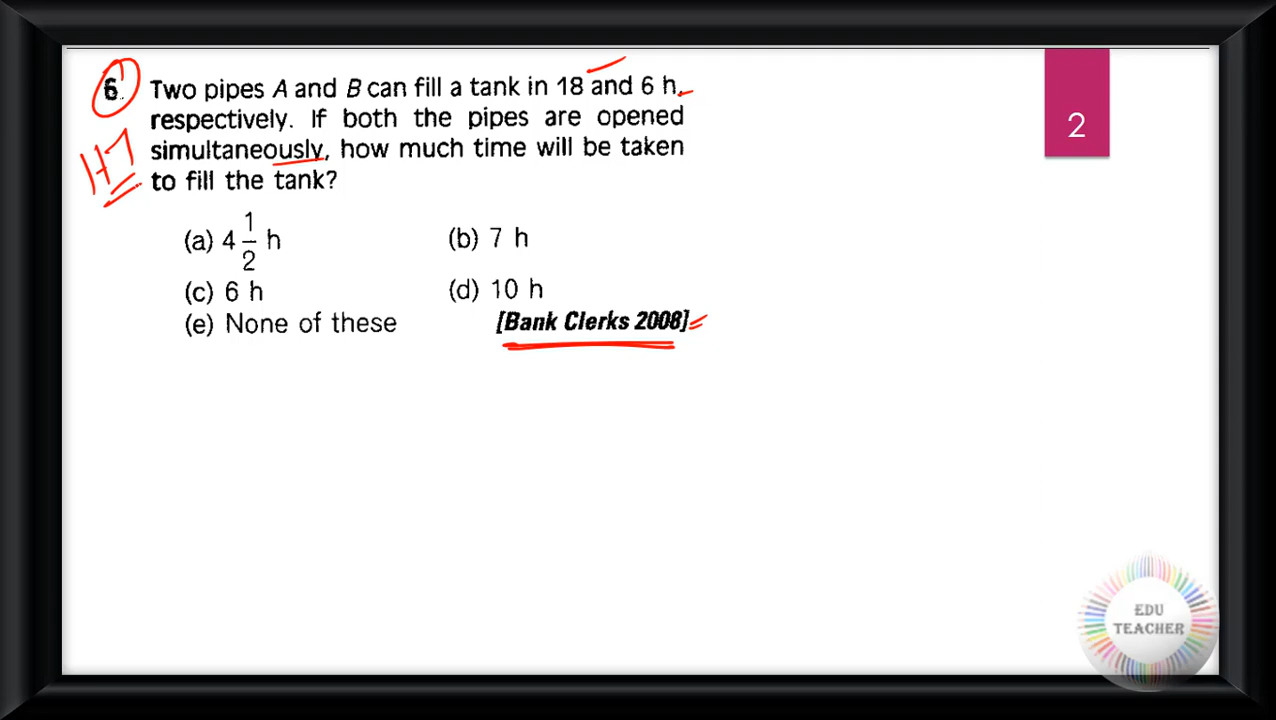 6. Two pipes A and B can fill a tank in 18 and 6 h,
respectively. If both the pipes are opened
simultaneously, how much time will be taken
to fill the tank?
(a) 4 1/2 h (b) 7 h
(c) 6 h (d) 10 h
(e) None of these [Bank Clerks 2008]
2
EDU
TEACHER